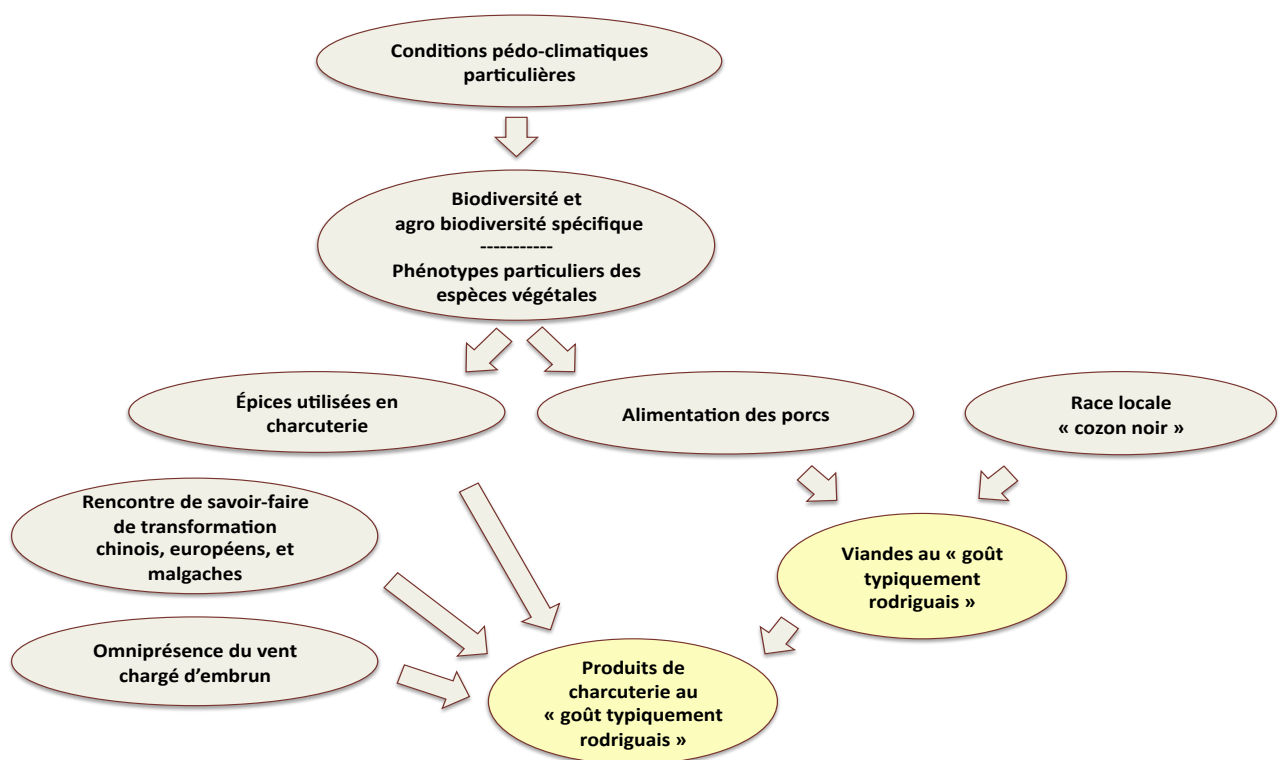 Conditions pédo-climatiques
particulières
Biodiversité et
agro biodiversité spécifique
-----------
Phénotypes particuliers des
espèces végétales
Épices utilisées en
charcuterie
Alimentation des porcs
Race locale
« cozon noir »
Rencontre de savoir-faire
de transformation
chinois, européens, et
malgaches
Viandes au « goût
typiquement
rodriguais »
Omniprésence du vent
chargé d’embrun
Produits de
charcuterie au
« goût typiquement
rodriguais »